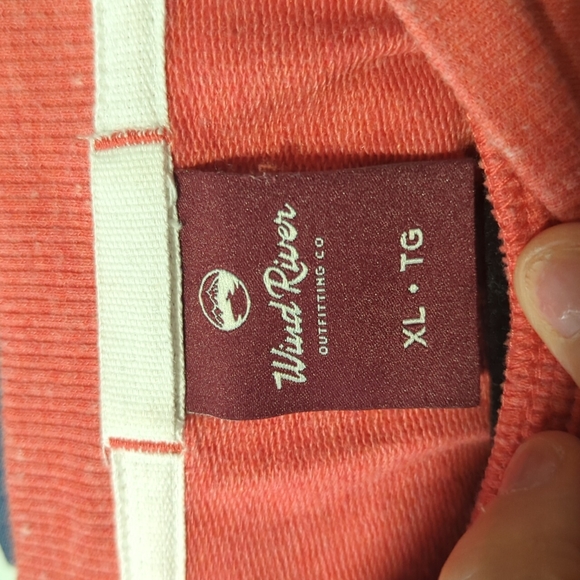 Wind River
OUTFITTING CO
XL • TG